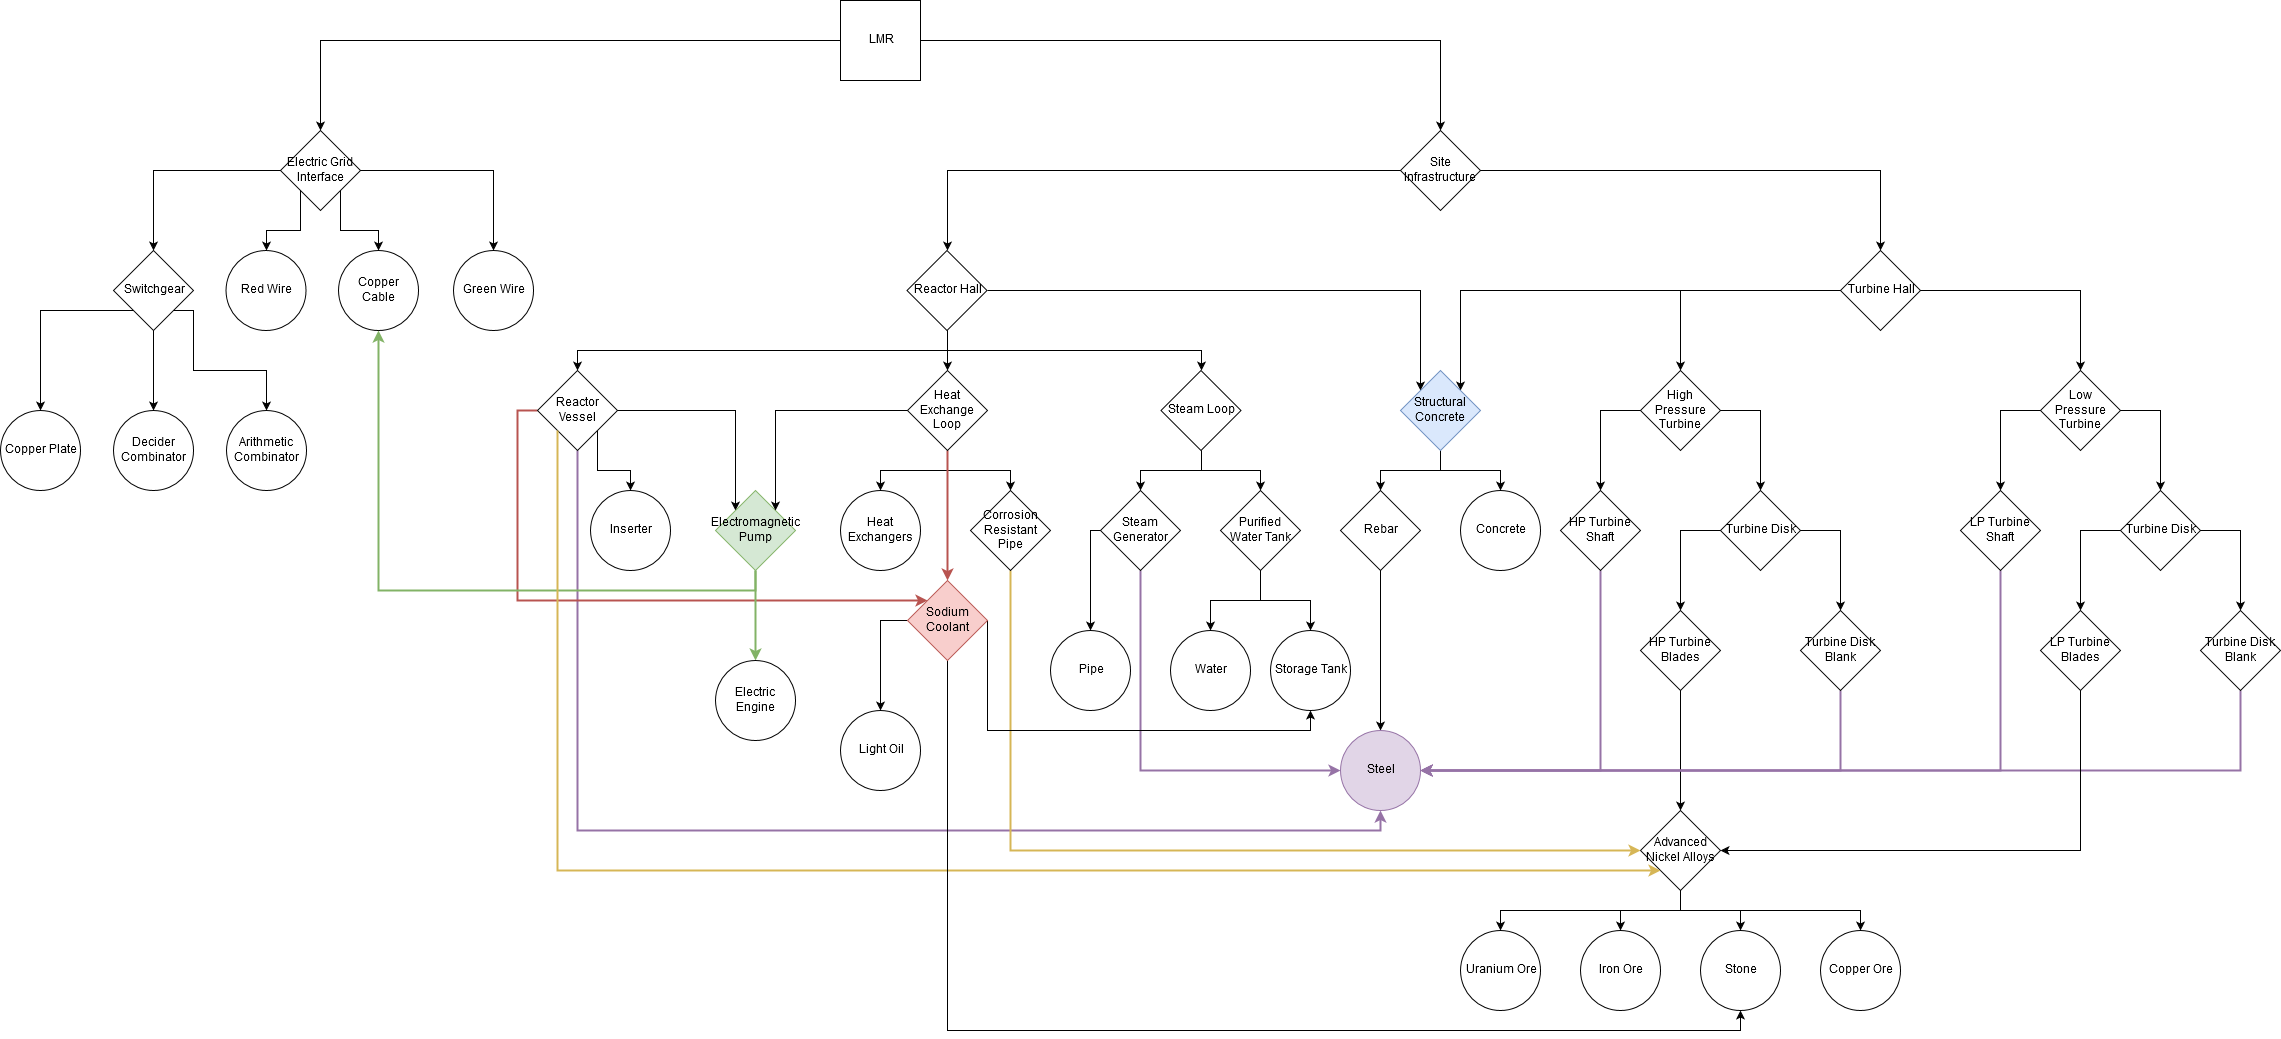 LMR
Electric Grid
Interface
Site
Infrastructure
Switchgear
Red Wire
Copper
Cable
Green Wire
Reactor Hall
Turbine Hall
Copper Plate
Decider
Combinator
Arithmetic
Combinator
Reactor
Vessel
Heat
Exchange
Loop
Steam Loop
Structural
Concrete
High
Pressure
Turbine
Low
Pressure
Turbine
Inserter
Electromagnetic
Pump
Heat
Exchangers
Corrosion
Resistant
Pipe
Steam
Generator
Purified
Water Tank
Rebar
Concrete
HP Turbine
Shaft
Turbine Disk
LP Turbine
Shaft
Turbine Disk
Sodium
Coolant
Electric
Engine
Light Oil
Pipe
Water
Storage Tank
HP Turbine
Blades
Turbine Disk
Blank
LP Turbine
Blades
Turbine Disk
Blank
Steel
Advanced
Nickel Alloys
Uranium Ore
Iron Ore
Stone
Copper Ore